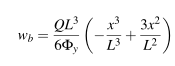 w_b = \frac{QL^3}{6\Phi_y} \left( -\frac{x^3}{L^3} + \frac{3x^2}{L^2} \right)